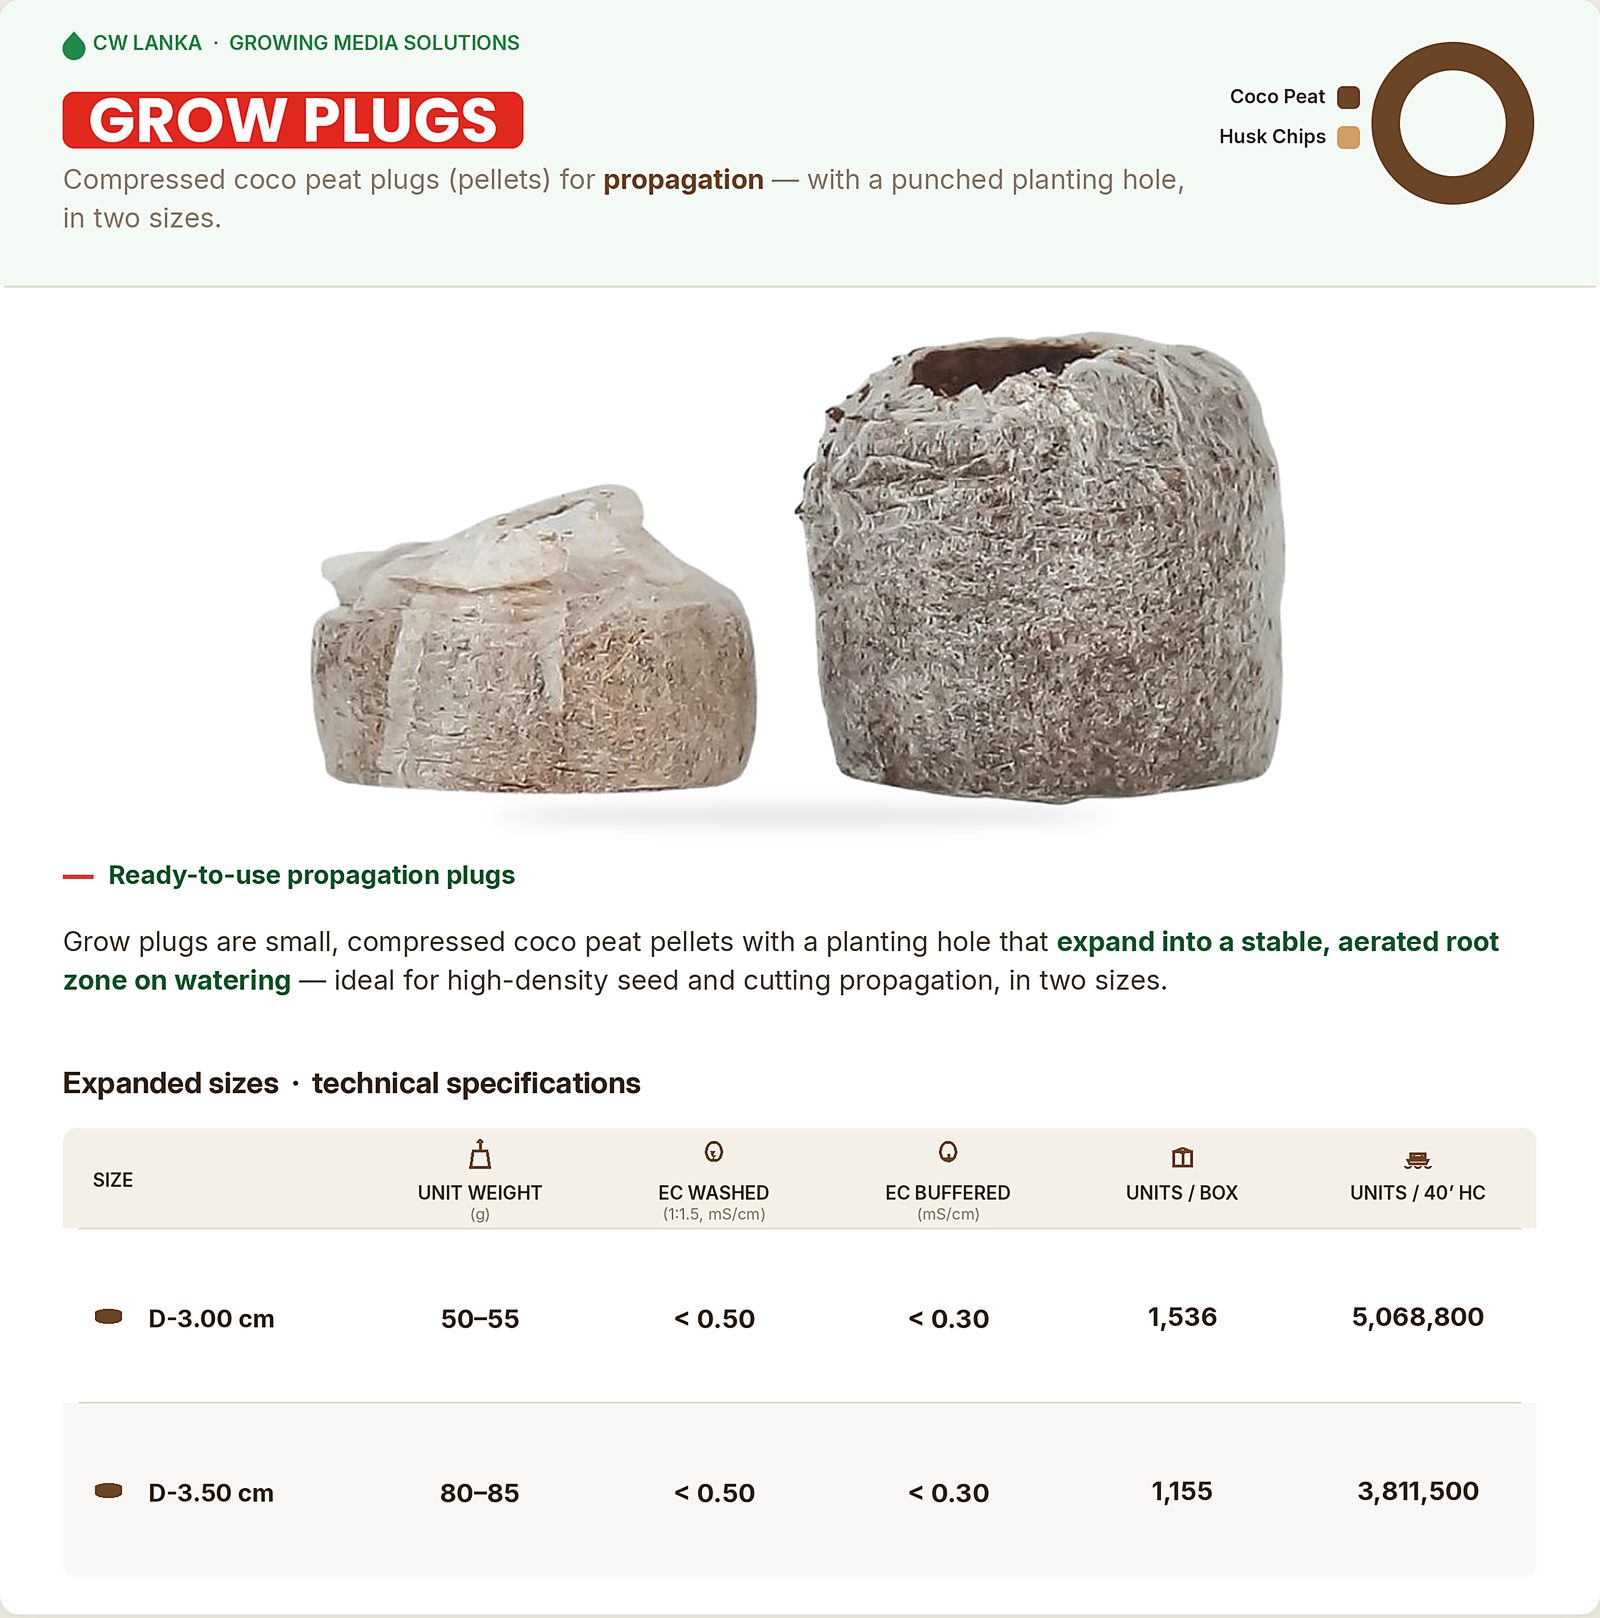 CW LANKA · GROWING MEDIA SOLUTIONS
GROW PLUGS
Compressed coco peat plugs (pellets) for propagation — with a punched planting hole,
in two sizes.
Coco Peat
Husk Chips
— Ready-to-use propagation plugs
Grow plugs are small, compressed coco peat pellets with a planting hole that expand into a stable, aerated root
zone on watering — ideal for high-density seed and cutting propagation, in two sizes.
Expanded sizes · technical specifications
SIZE UNIT WEIGHT EC WASHED EC BUFFERED UNITS / BOX UNITS / 40′ HC
(g) (1:1.5, mS/cm) (mS/cm)
D-3.00 cm 50–55 < 0.50 < 0.30 1,536 5,068,800
D-3.50 cm 80–85 < 0.50 < 0.30 1,155 3,811,500